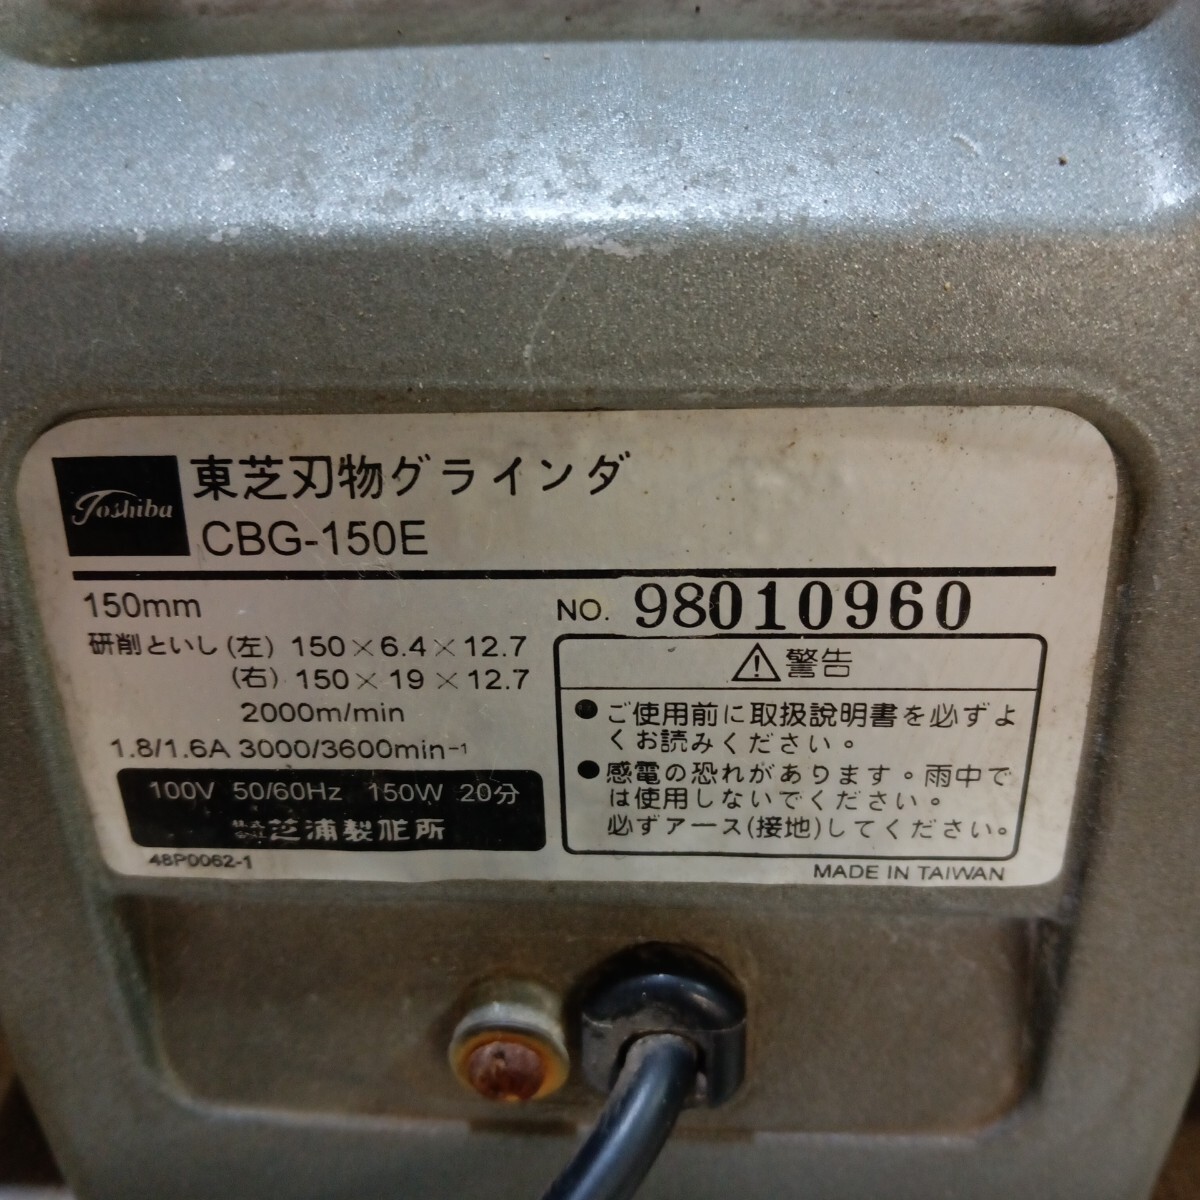 Toshiba
東芝刃物グラインダ
CBG-150E
150mm
研削といし (左) 150×6.4×12.7
(右) 150×19×12.7
2000m/min
1.8/1.6A 3000/3600min-1
100V 50/60Hz 150W 20分
株式会社 芝浦製作所
48P0062-1
NO. 98010960
警告
●ご使用前に取扱説明書を必ずよ
くお読みください。
●感電の恐れがあります。雨中で
は使用しないでください。
必ずアース(接地)してください。
MADE IN TAIWAN